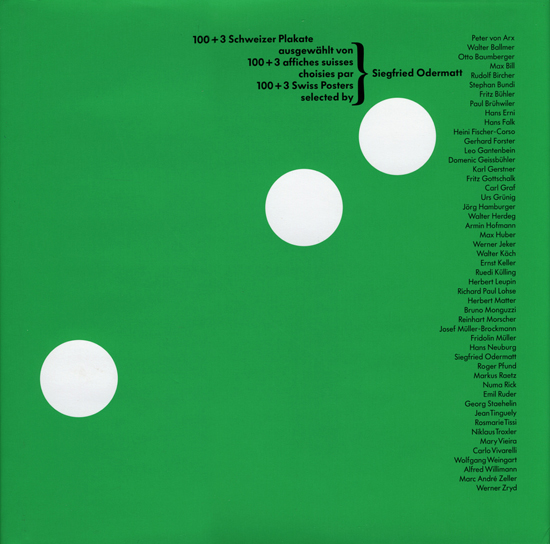 100+3 Schweizer Plakate
ausgewählt von
100+3 affiches suisses
choisies par
100+3 Swiss Posters
selected by
Siegfried Odermatt
Peter von Arx
Walter Ballmer
Otto Baumberger
Max Bill
Rudolf Bircher
Stephan Bundi
Fritz Bühler
Paul Brühwiler
Hans Erni
Hans Falk
Heini Fischer-Corso
Gerhard Forster
Leo Gantenbein
Domenic Geissbühler
Karl Gerstner
Fritz Gottschalk
Carl Graf
Urs Grünig
Jörg Hamburger
Walter Herdeg
Armin Hofmann
Max Huber
Werner Jeker
Walter Käch
Ernst Keller
Ruedi Külling
Herbert Leupin
Richard Paul Lohse
Herbert Matter
Bruno Monguzzi
Reinhart Morscher
Josef Müller-Brockmann
Fridolin Müller
Hans Neuburg
Siegfried Odermatt
Roger Pfund
Markus Raetz
Numa Rick
Emil Ruder
Georg Staehelin
Jean Tinguely
Rosmarie Tissi
Niklaus Troxler
Mary Vieira
Carlo Vivarelli
Wolfgang Weingart
Alfred Willimann
Marc André Zeller
Werner Zryd